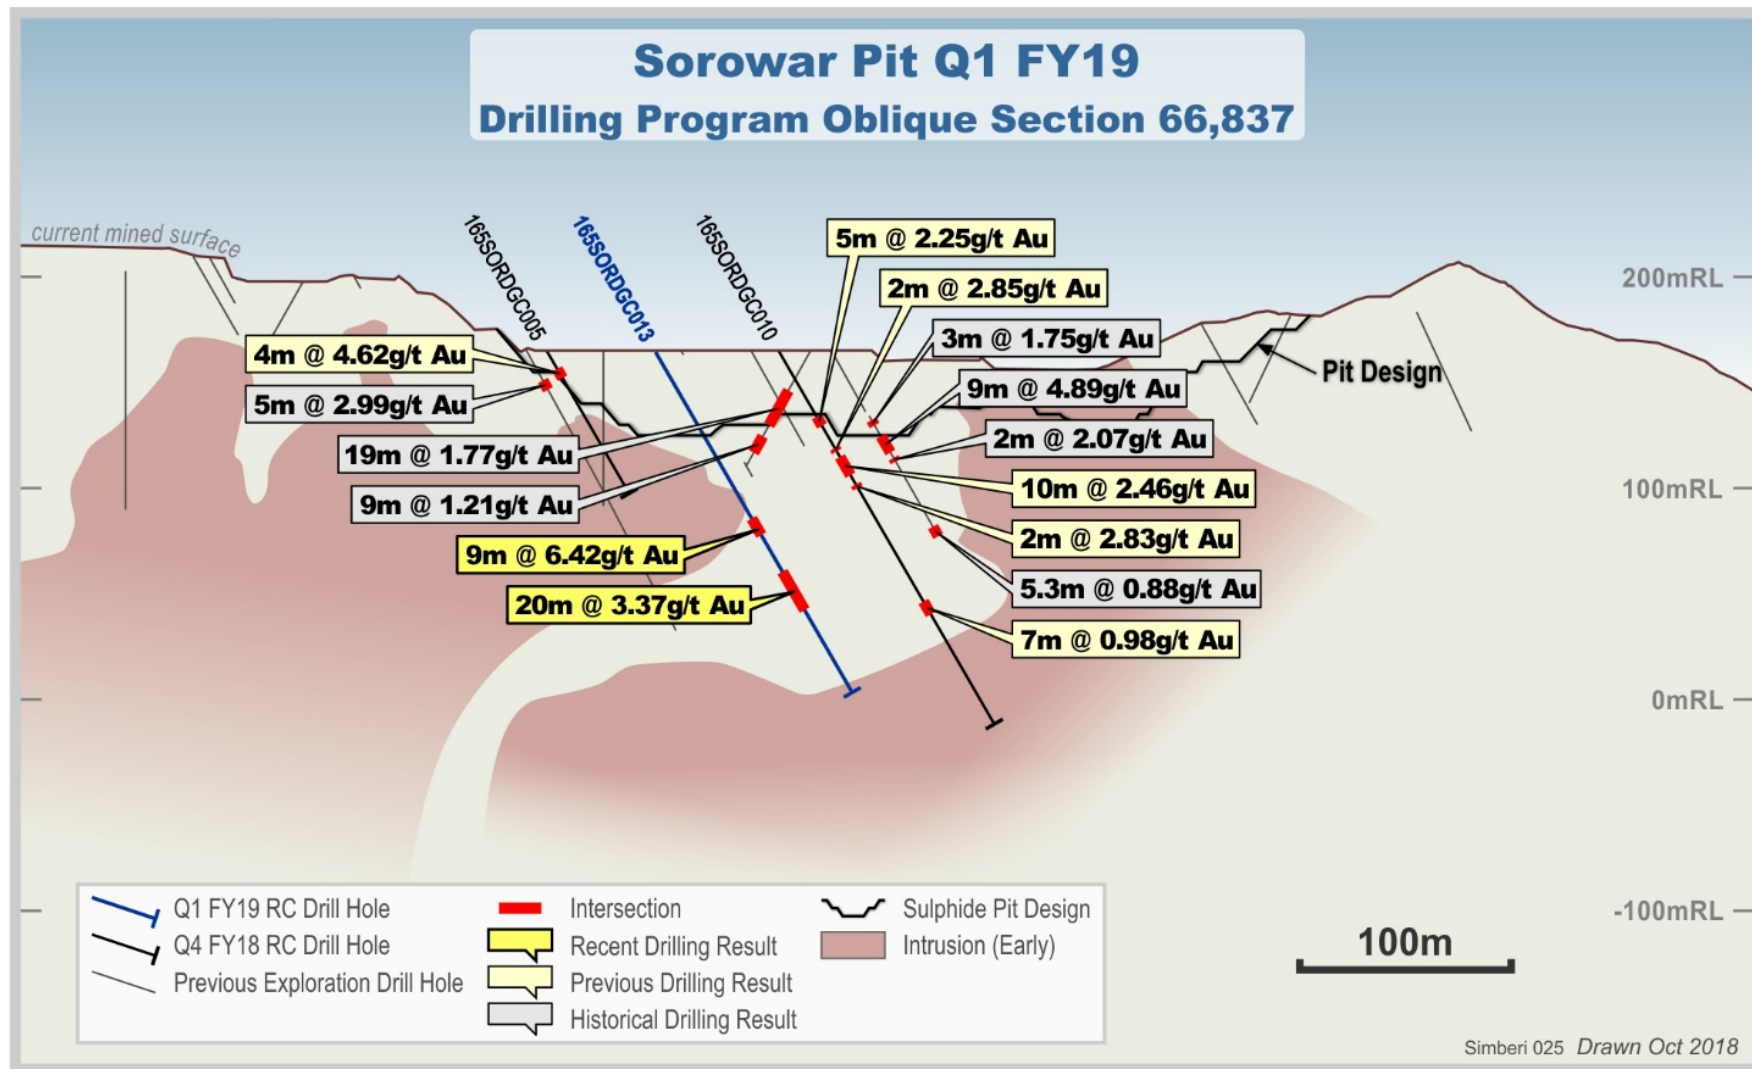 Sorowar Pit Q1 FY19
Drilling Program Oblique Section 66,837
current mined surface
165SORDGC005
165SORDGC013
165SORDGC010
5m @ 2.25g/t Au
2m @ 2.85g/t Au
3m @ 1.75g/t Au
9m @ 4.89g/t Au
2m @ 2.07g/t Au
10m @ 2.46g/t Au
2m @ 2.83g/t Au
5.3m @ 0.88g/t Au
7m @ 0.98g/t Au
4m @ 4.62g/t Au
5m @ 2.99g/t Au
19m @ 1.77g/t Au
9m @ 1.21g/t Au
9m @ 6.42g/t Au
20m @ 3.37g/t Au
Pit Design
200mRL
100mRL
0mRL
-100mRL
Q1 FY19 RC Drill Hole
Q4 FY18 RC Drill Hole
Previous Exploration Drill Hole
Intersection
Recent Drilling Result
Previous Drilling Result
Historical Drilling Result
Sulphide Pit Design
Intrusion (Early)
100m
Simberi 025 Drawn Oct 2018